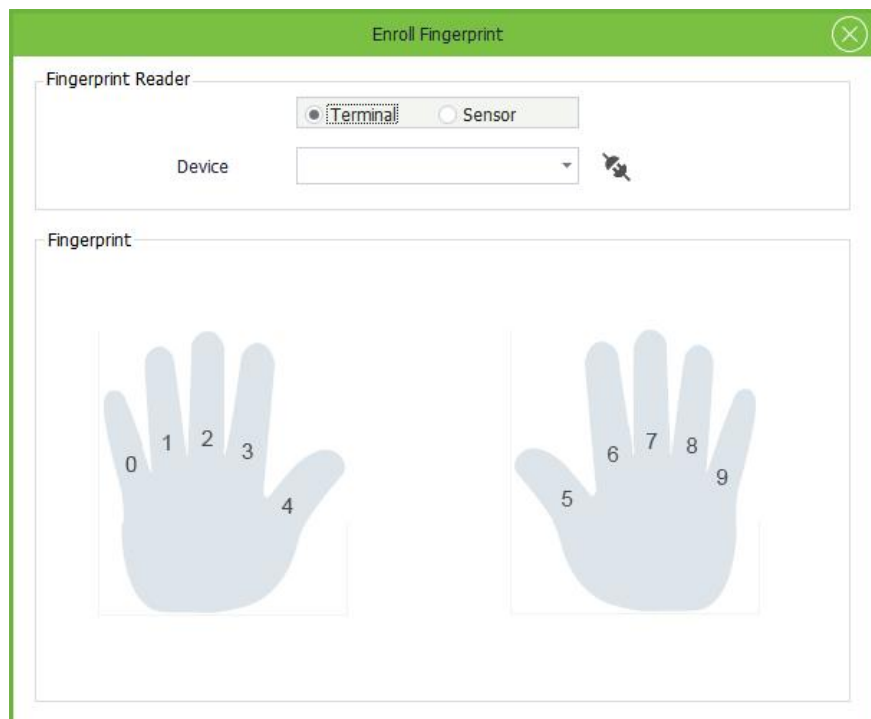 Enroll Fingerprint
Fingerprint Reader
Terminal Sensor
Device
Fingerprint
0 1 2 3 4
5 6 7 8 9